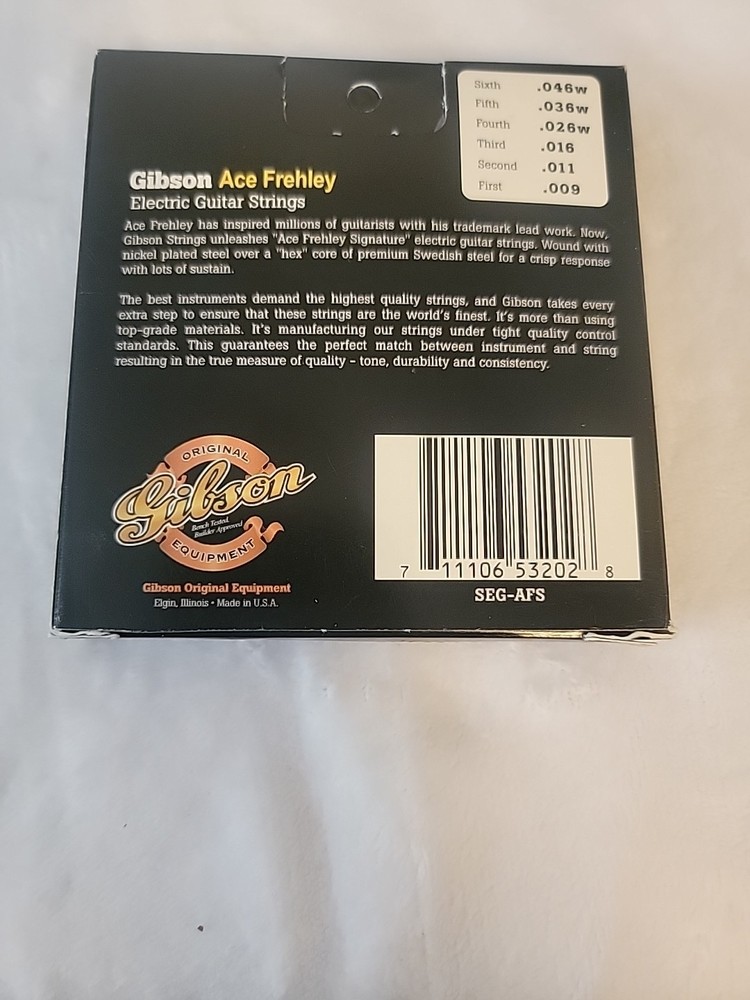 Sixth .046w
Fifth .036w
Fourth .026w
Third .016
Second .011
First .009
Gibson Ace Frehley
Electric Guitar Strings
Ace Frehley has inspired millions of guitarists with his trademark lead work. Now,
Gibson Strings unleashes "Ace Frehley Signature" electric guitar strings. Wound with
nickel plated steel over a "hex" core of premium Swedish steel for a crisp response
with lots of sustain.
The best instruments demand the highest quality strings, and Gibson takes every
extra step to ensure that these strings are the world's finest. It's more than using
top-grade materials. It's manufacturing our strings under tight quality control
standards. This guarantees the perfect match between instrument and string
resulting in the true measure of quality – tone, durability and consistency.
ORIGINAL
Gibson
Bench Tested
Builder Approved
EQUIPMENT
Gibson Original Equipment
Elgin, Illinois • Made in U.S.A.
7 11106 53202 8
SEG-AFS